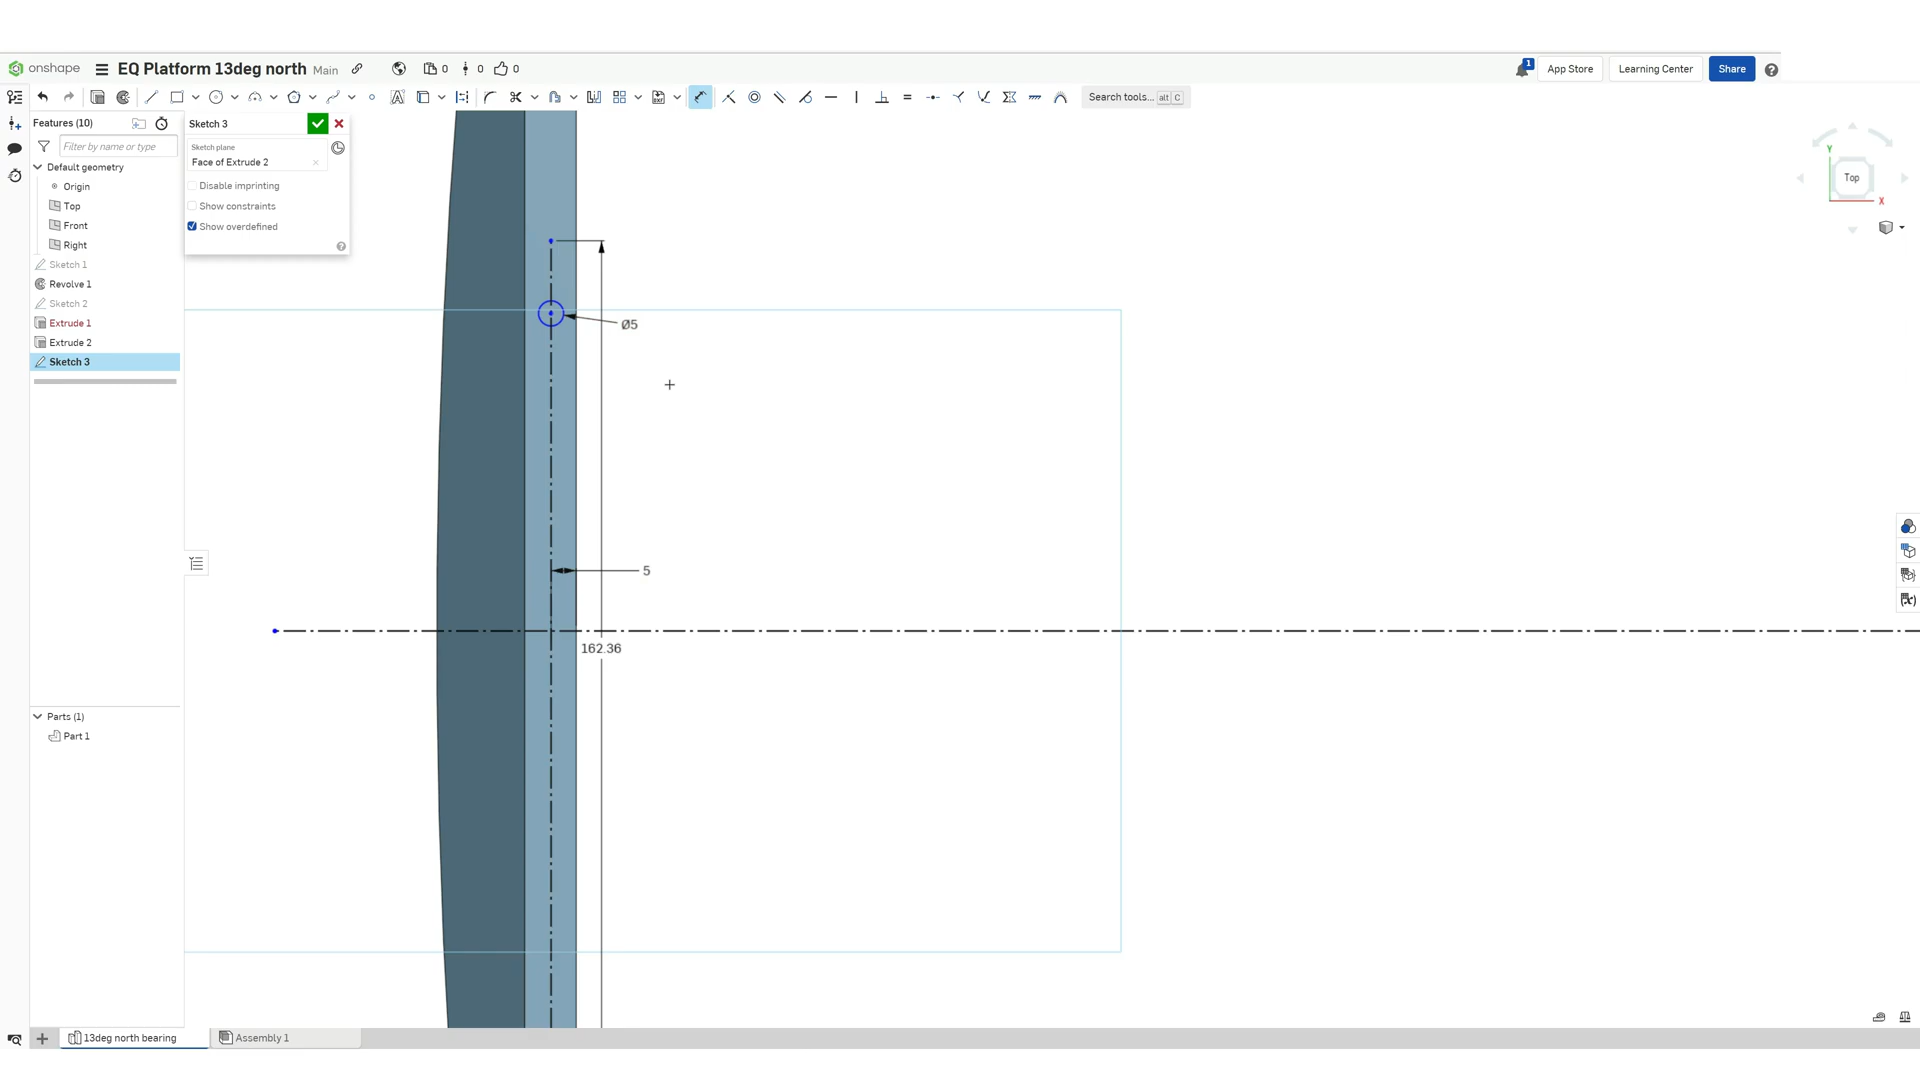 onshape
EQ Platform 13deg north Main
0
0
0
1
App Store
Learning Center
Share
Search tools... alt C
Features (10)
Filter by name or type
Default geometry
Origin
Top
Front
Right
Sketch 1
Revolve 1
Sketch 2
Extrude 1
Extrude 2
Sketch 3
Sketch 3
Sketch plane
Face of Extrude 2
Disable imprinting
Show constraints
Show overdefined
Ø5
5
162.36
Y
Top
X
Parts (1)
Part 1
13deg north bearing
Assembly 1